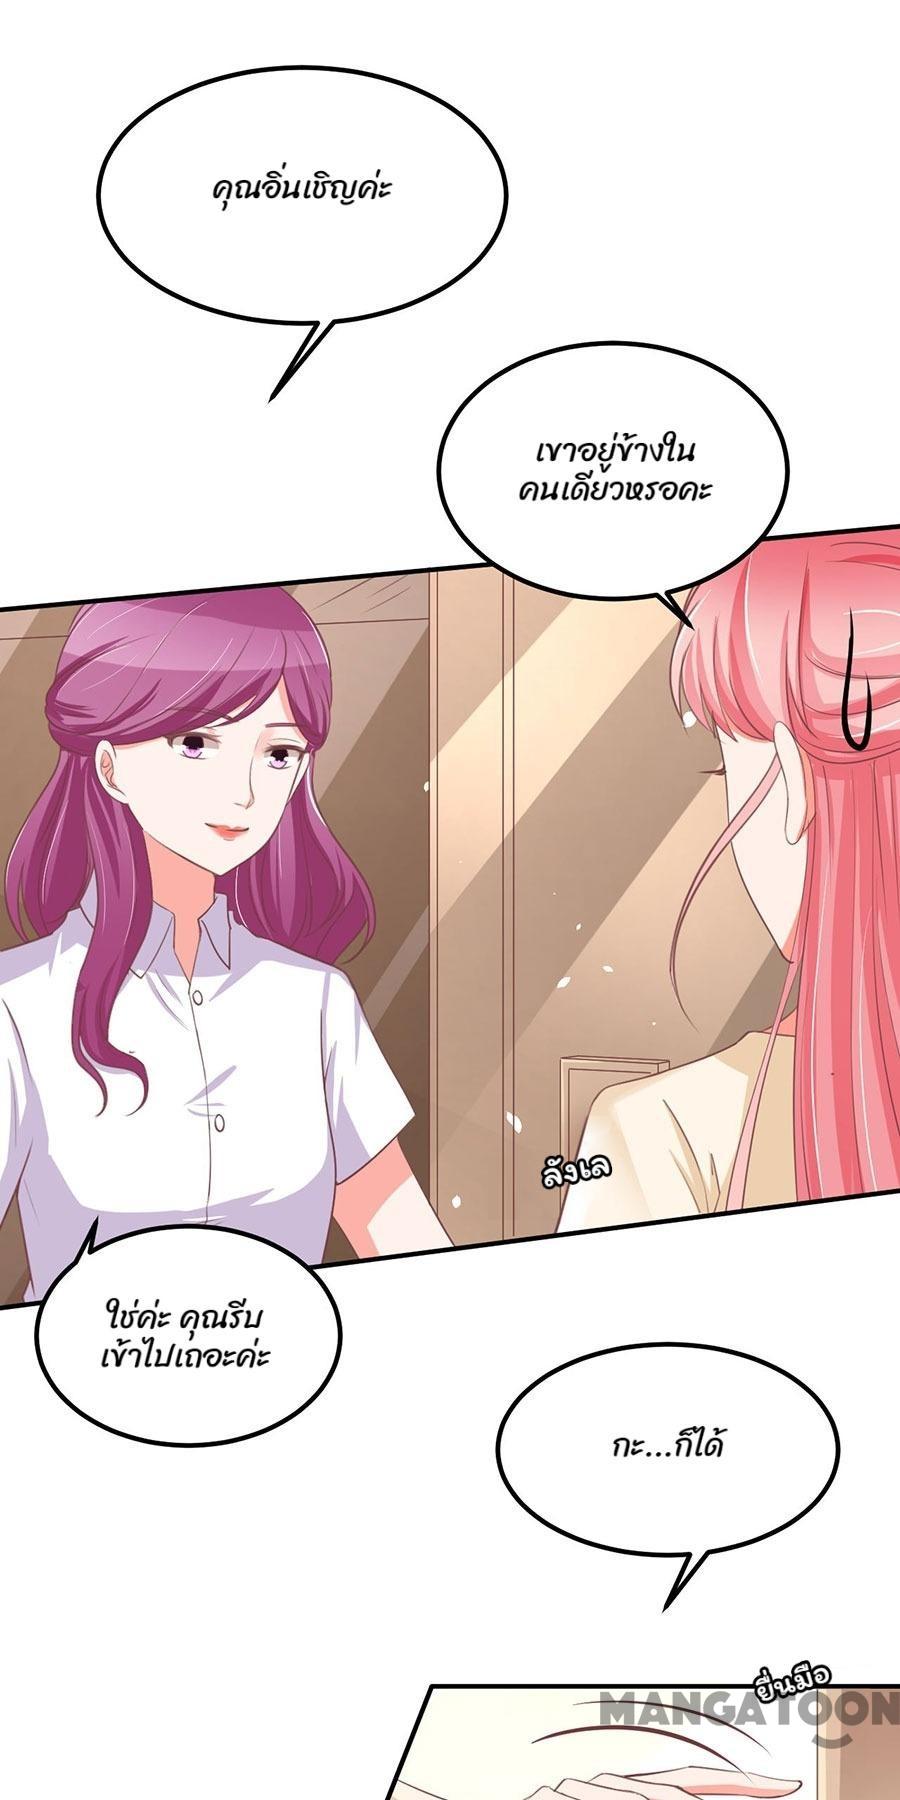 คุณอิ่นเชิญค่ะ
เขาอยู่ข้างใน
คนเดียวหรอคะ
ลังเล
ใช่ค่ะ คุณรีบ
เข้าไปเถอะค่ะ
กะ...ก็ได้
ยื่นมือ
MANGATOON